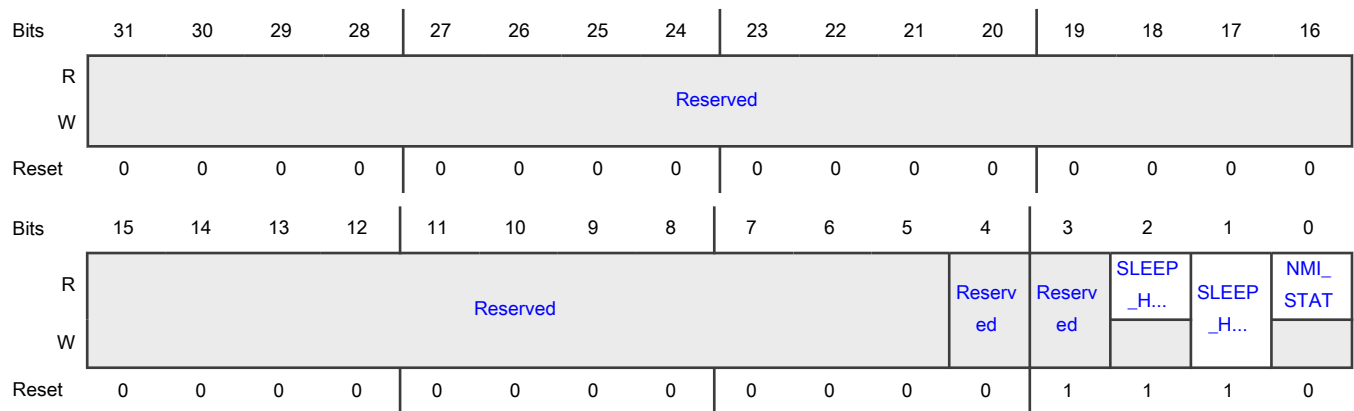 Bits 31 30 29 28 27 26 25 24 23 22 21 20 19 18 17 16
R
Reserved
W
Reset 0 0 0 0 0 0 0 0 0 0 0 0 0 0 0 0
Bits 15 14 13 12 11 10 9 8 7 6 5 4 3 2 1 0
R
Reserved
Reserv
ed
Reserv
ed
SLEEP
_H...
SLEEP
_H...
NMI_
STAT
W
Reset 0 0 0 0 0 0 0 0 0 0 0 0 1 1 1 0